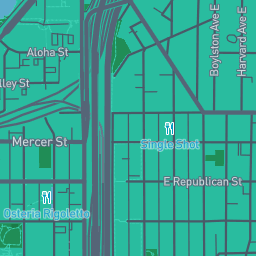 Aloha St
Boylston Ave E
Harvard Ave E
lley St
Mercer St
Single Shot
E Republican St
Osteria Rigoletto